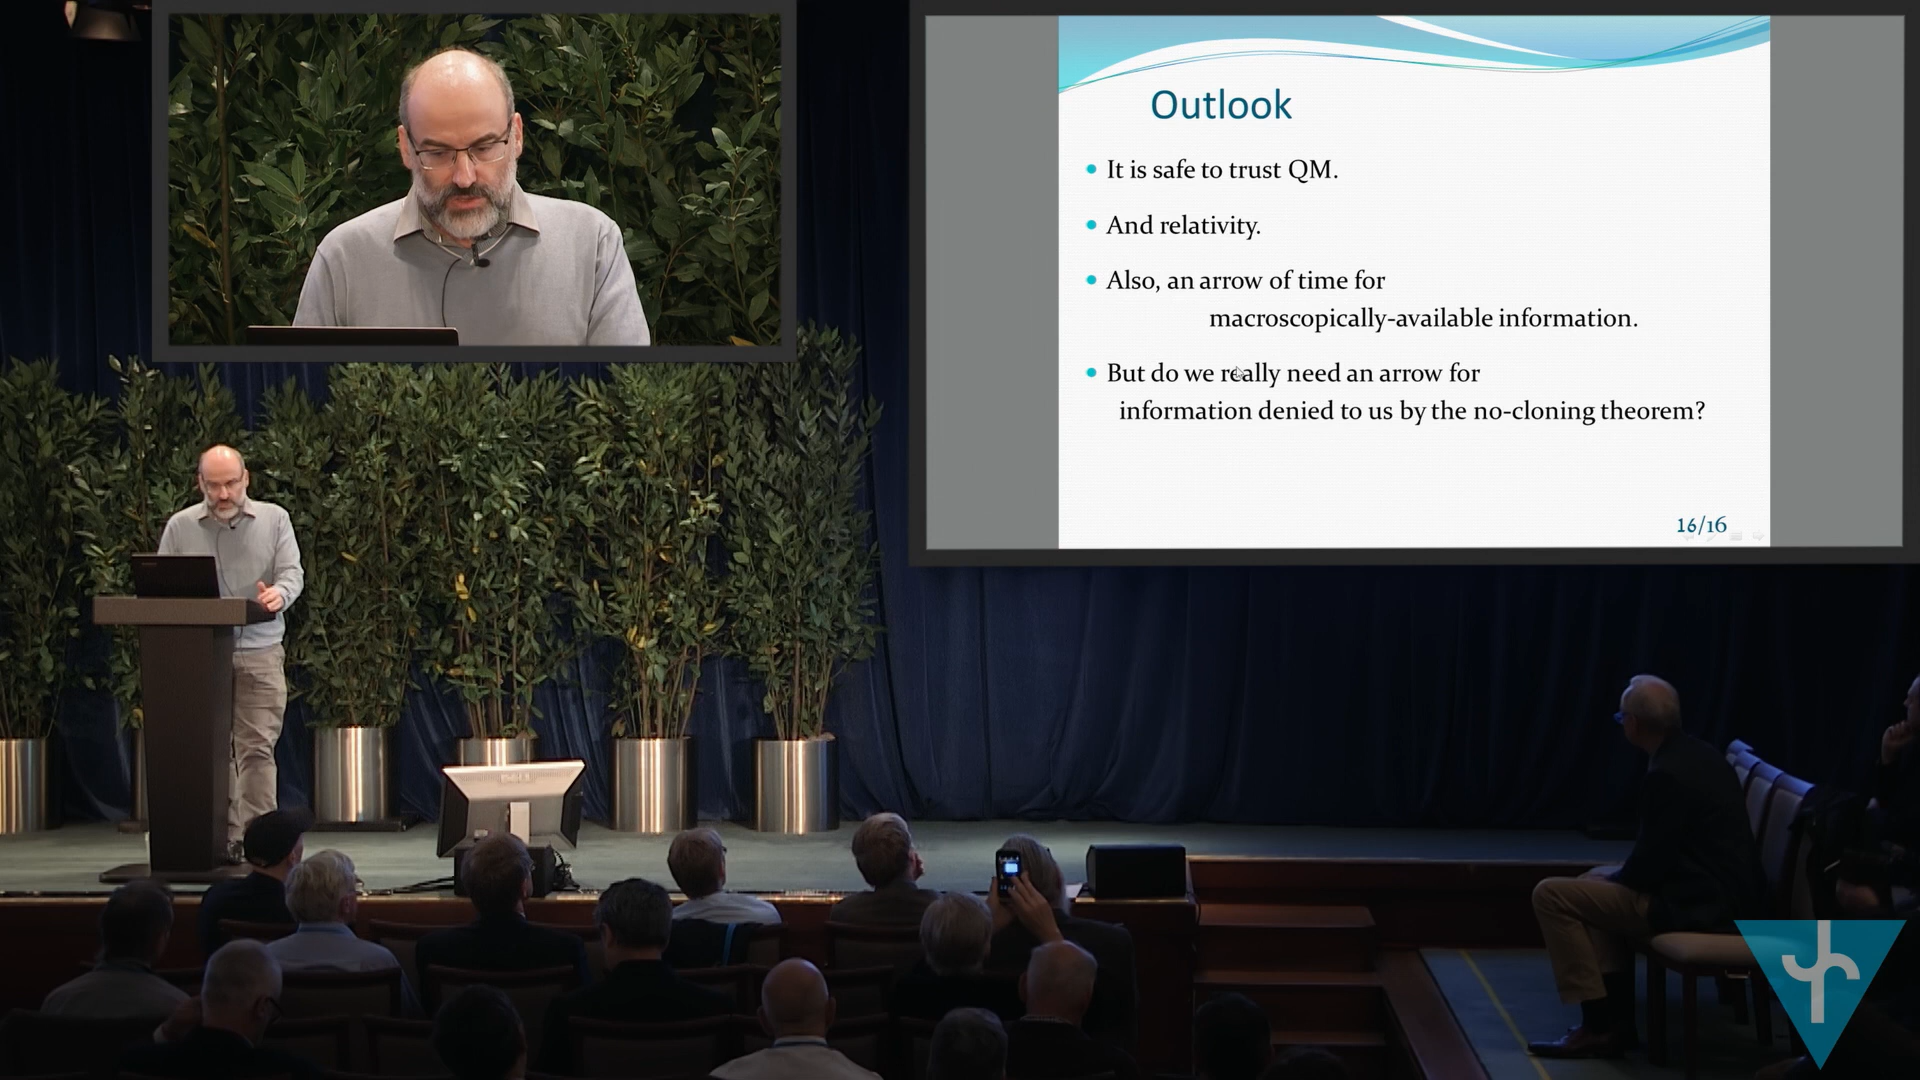 Outlook
• It is safe to trust QM.
• And relativity.
• Also, an arrow of time for
macroscopically-available information.
• But do we really need an arrow for
information denied to us by the no-cloning theorem?
16/16